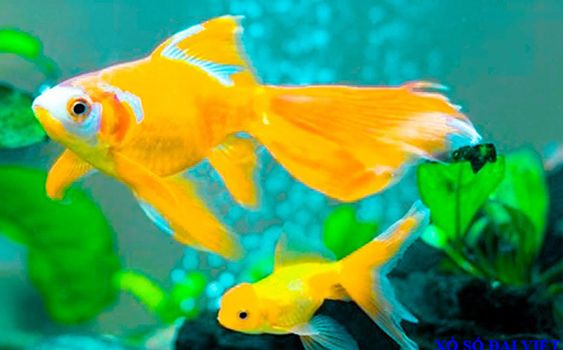 XỔ SỐ ĐẠI VIỆT